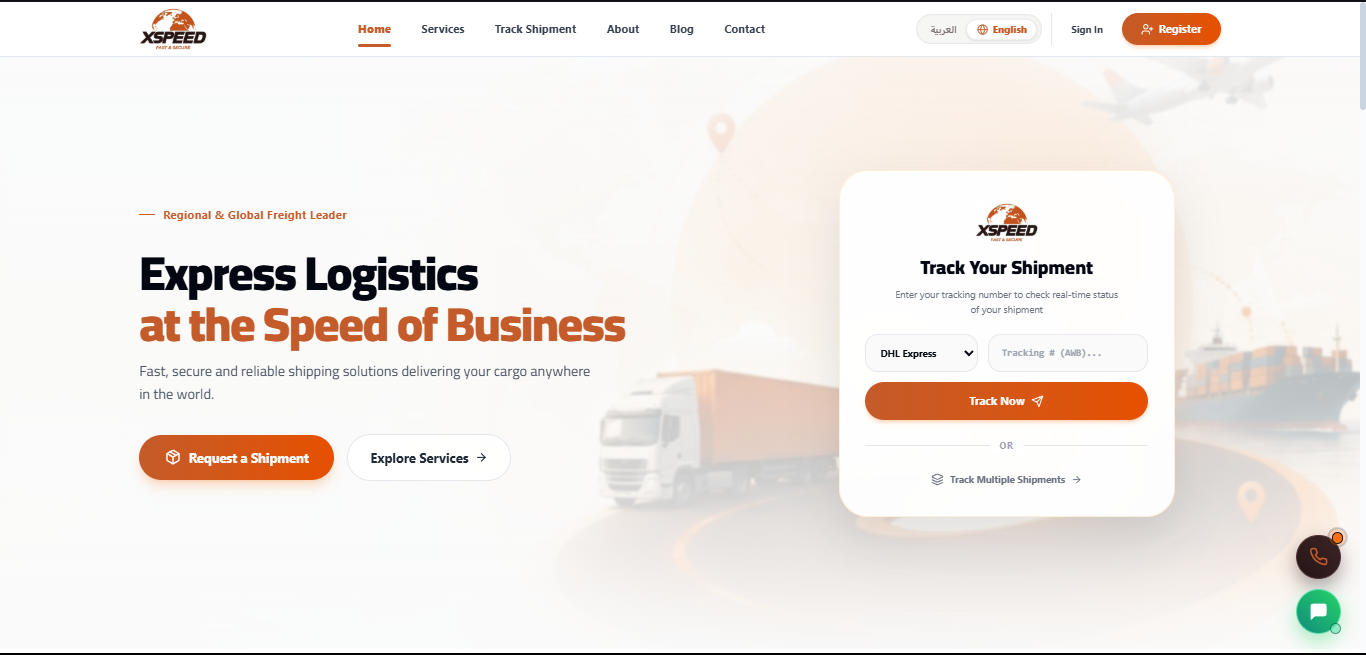 XSPEED
FAST & SECURE
Home
Services
Track Shipment
About
Blog
Contact
العربية
English
Sign In
Register
Regional & Global Freight Leader
Express Logistics
at the Speed of Business
Fast, secure and reliable shipping solutions delivering your cargo anywhere
in the world.
Request a Shipment
Explore Services
XSPEED
FAST & SECURE
Track Your Shipment
Enter your tracking number to check real-time status
of your shipment
DHL Express
Tracking # (AWB)...
Track Now
OR
Track Multiple Shipments